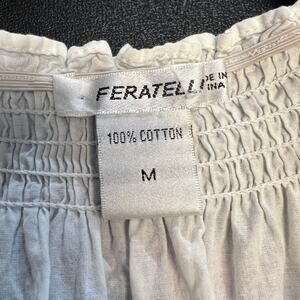 FERATELLI
DE IN
INA
100% COTTON
M